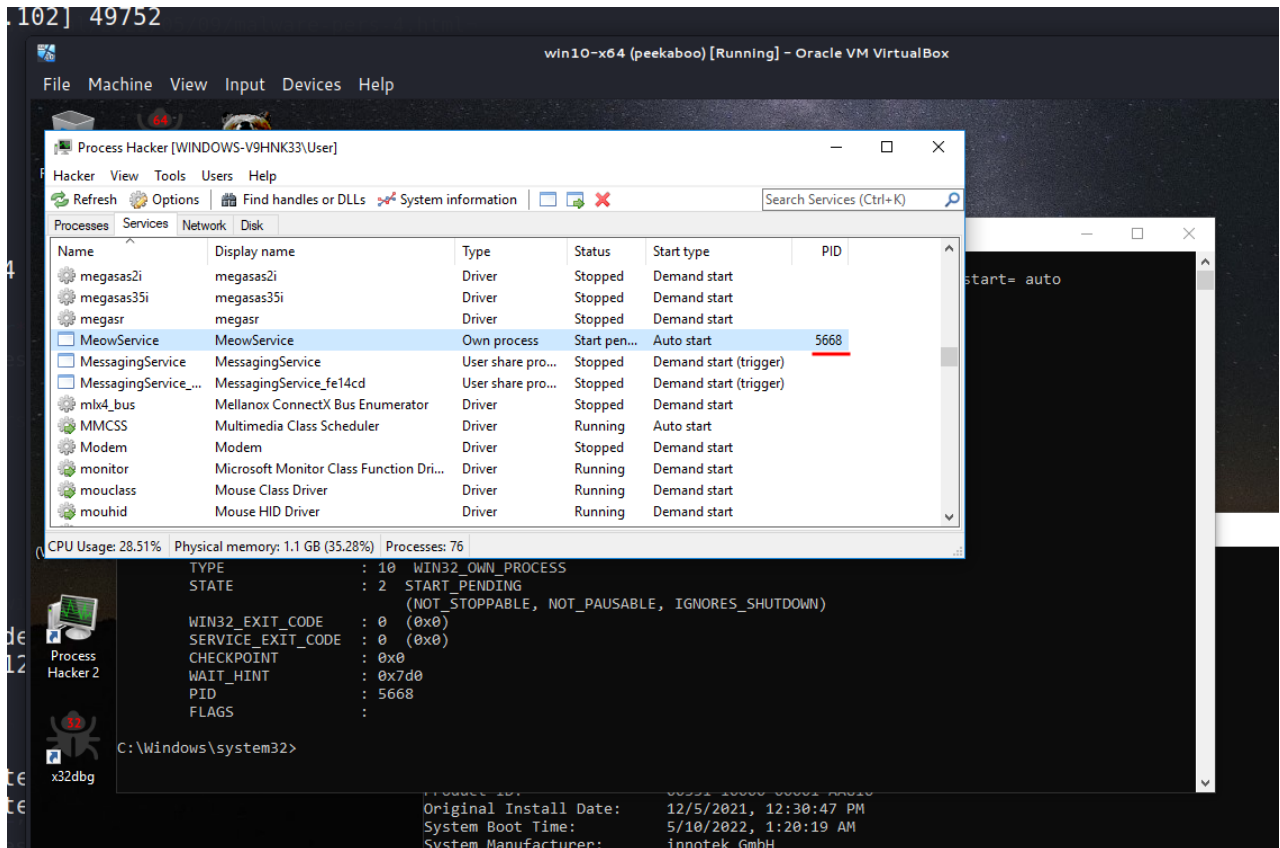 .102] 49752
win10-x64 (peekaboo) [Running] - Oracle VM VirtualBox
File Machine View Input Devices Help
64
Process Hacker [WINDOWS-V9HNK33\User]
Hacker View Tools Users Help
Refresh Options Find handles or DLLs System information Search Services (Ctrl+K)
Processes Services Network Disk
Name Display name Type Status Start type PID
megasas2i megasas2i Driver Stopped Demand start
megasas35i megasas35i Driver Stopped Demand start
start= auto
megasr megasr Driver Stopped Demand start
MeowService MeowService Own process Start pen... Auto start 5668
MessagingService MessagingService User share pro... Stopped Demand start (trigger)
MessagingService_... MessagingService_fe14cd User share pro... Stopped Demand start (trigger)
mlx4_bus Mellanox ConnectX Bus Enumerator Driver Stopped Demand start
MMCSS Multimedia Class Scheduler Driver Running Auto start
Modem Modem Driver Stopped Demand start
monitor Microsoft Monitor Class Function Dri... Driver Running Demand start
mouclass Mouse Class Driver Driver Running Demand start
mouhid Mouse HID Driver Driver Running Demand start
CPU Usage: 28.51% Physical memory: 1.1 GB (35.28%) Processes: 76
TYPE : 10 WIN32_OWN_PROCESS
STATE : 2 START_PENDING
(NOT_STOPPABLE, NOT_PAUSABLE, IGNORES_SHUTDOWN)
WIN32_EXIT_CODE : 0 (0x0)
SERVICE_EXIT_CODE : 0 (0x0)
CHECKPOINT : 0x0
WAIT_HINT : 0x7d0
PID : 5668
FLAGS :
C:\Windows\system32>
Process
Hacker 2
32
x32dbg
Original Install Date: 12/5/2021, 12:30:47 PM
System Boot Time: 5/10/2022, 1:20:19 AM
System Manufacturer: innotek GmbH